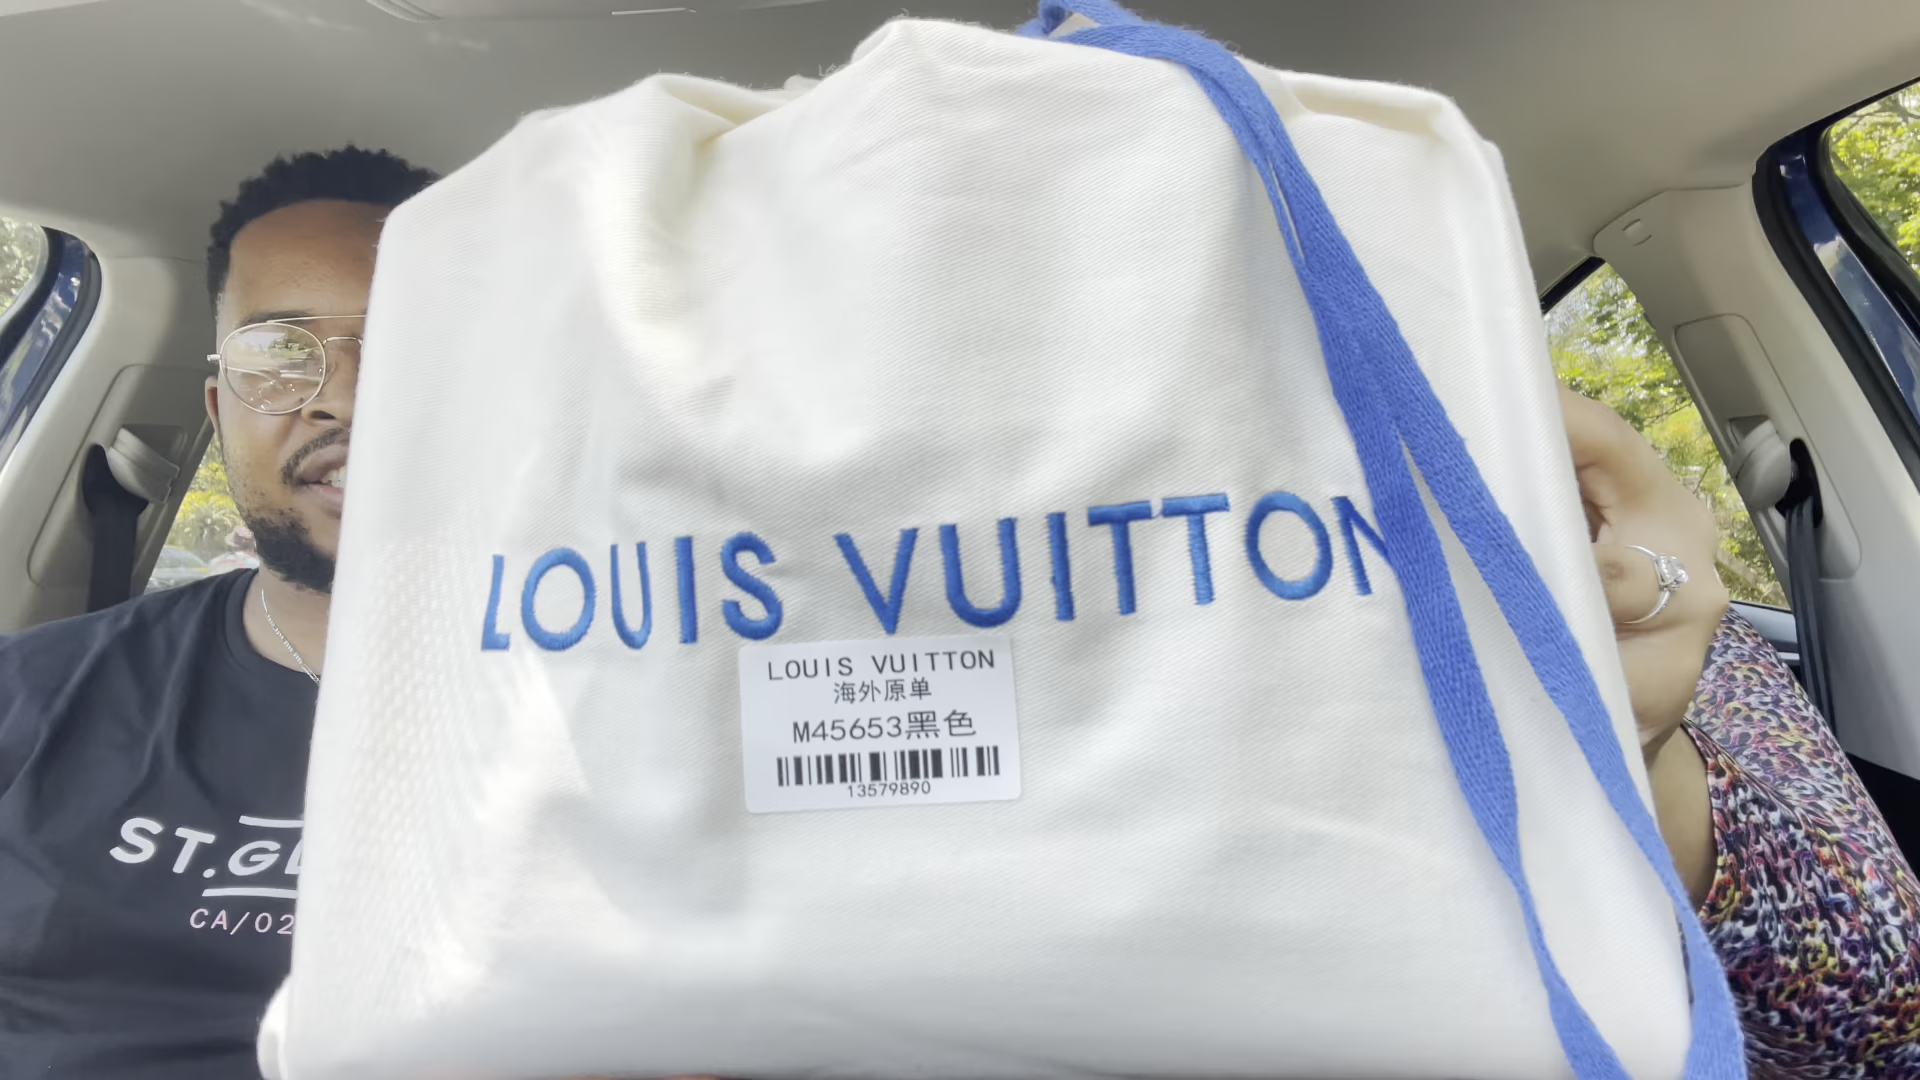 LOUIS VUITTON
LOUIS VUITTON
海外原单
M45653黑色
13579890
ST.GL
CA/02